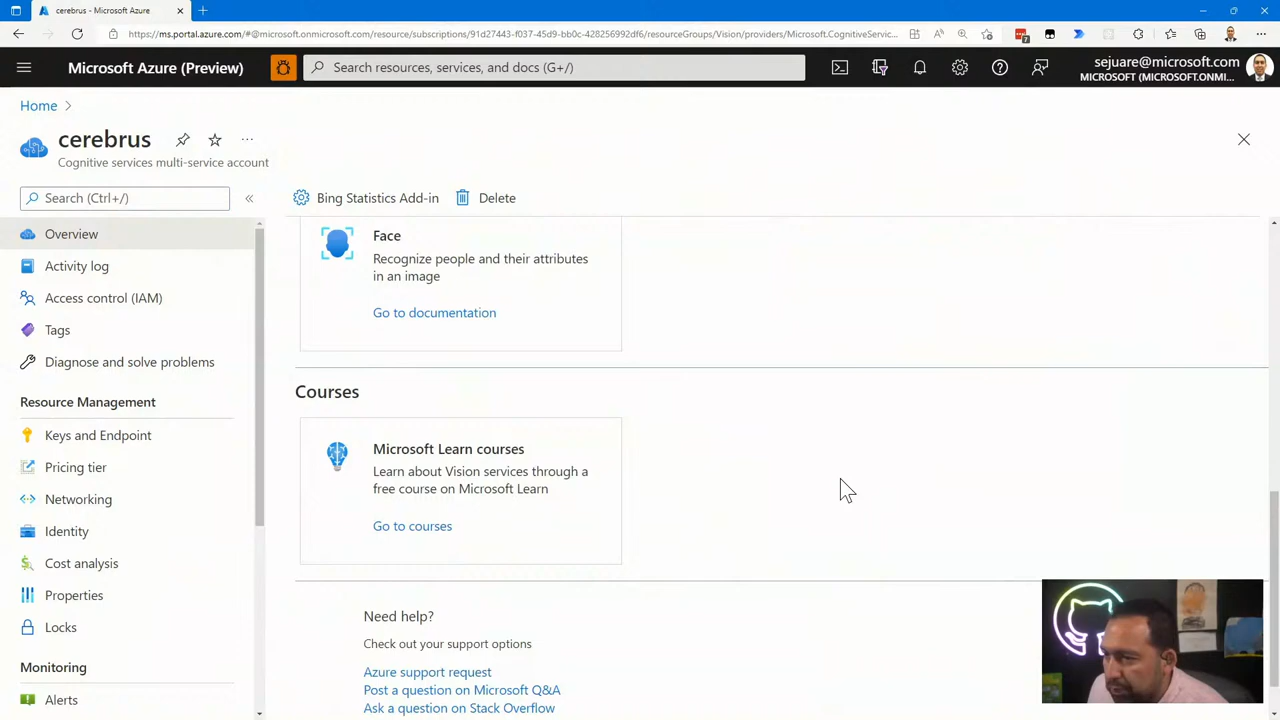 cerebrus - Microsoft Azure
https://ms.portal.azure.com/#@microsoft.onmicrosoft.com/resource/subscriptions/91d27443-f037-45d9-bb0c-428256992df6/resourceGroups/Vision/providers/Microsoft.CognitiveServic...
7
Microsoft Azure (Preview)
Search resources, services, and docs (G+/)
sejuare@microsoft.com
MICROSOFT (MICROSOFT.ONMI...
Home
cerebrus
Cognitive services multi-service account
Search (Ctrl+/)
Bing Statistics Add-in
Delete
Overview
Activity log
Access control (IAM)
Tags
Diagnose and solve problems
Resource Management
Keys and Endpoint
Pricing tier
Networking
Identity
Cost analysis
Properties
Locks
Monitoring
Alerts
Face
Recognize people and their attributes
in an image
Go to documentation
Courses
Microsoft Learn courses
Learn about Vision services through a
free course on Microsoft Learn
Go to courses
Need help?
Check out your support options
Azure support request
Post a question on Microsoft Q&A
Ask a question on Stack Overflow